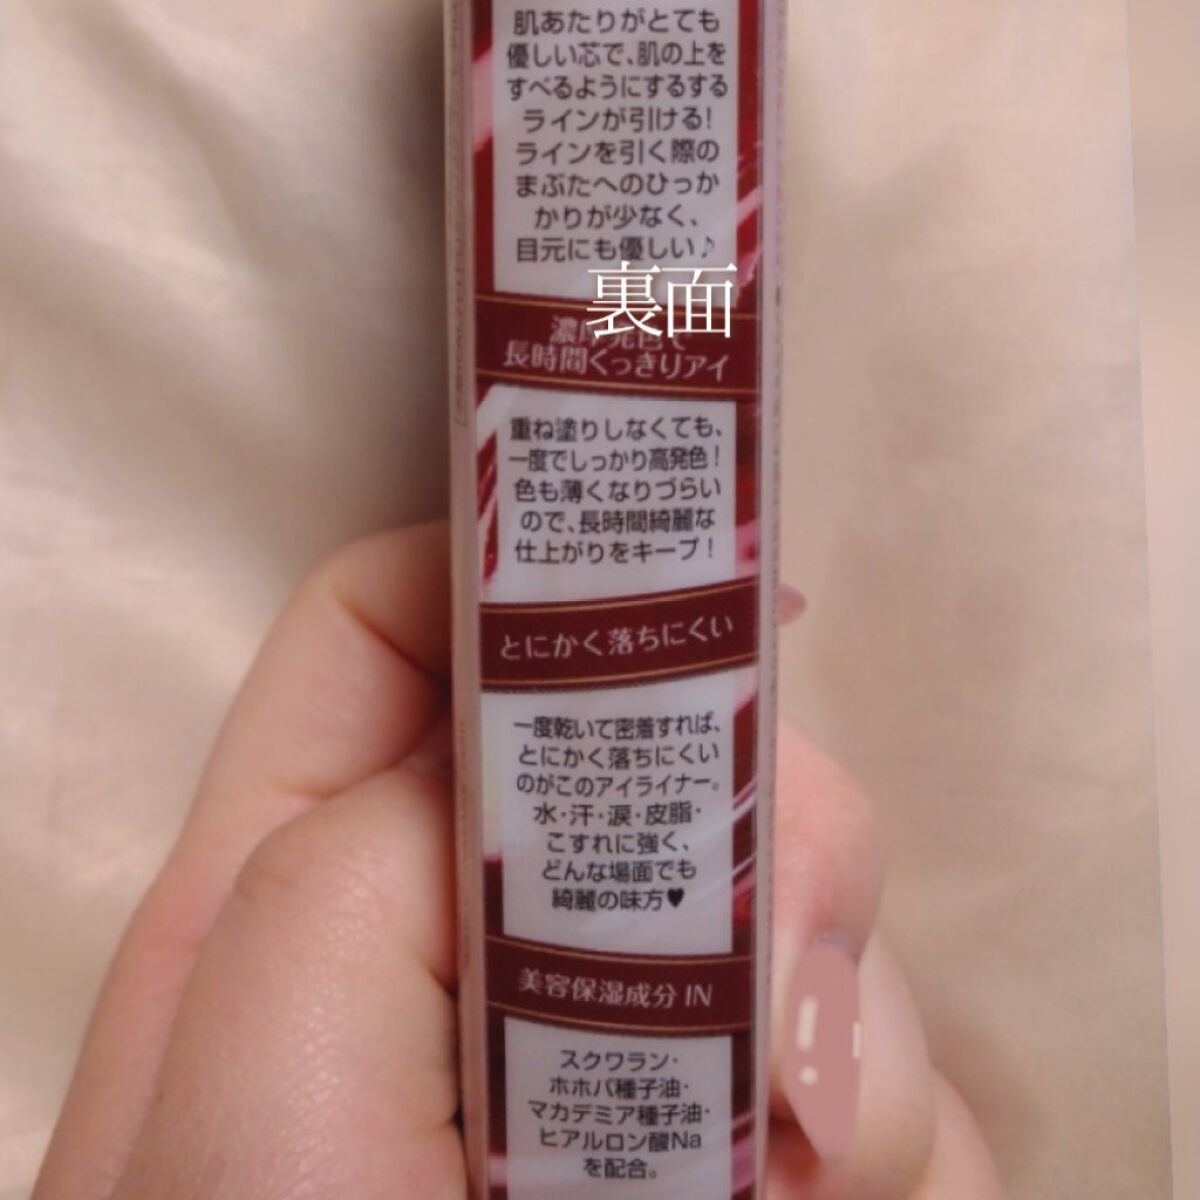 肌あたりがとても
優しい芯で、肌の上を
すべるようにするする
ラインが引ける!
ラインを引く際の
まぶたへのひっか
かりが少なく、
目元にも優しい♪
裏面
濃厚発色で
長時間くっきりアイ
重ね塗りしなくても、
一度でしっかり高発色!
色も薄くなりづらい
ので、長時間綺麗な
仕上がりをキープ!
とにかく落ちにくい
一度乾いて密着すれば、
とにかく落ちにくい
のがこのアイライナー。
水・汗・涙・皮脂・
こすれに強く、
どんな場面でも
綺麗の味方♥
美容保湿成分 IN
スクワラン・
ホホバ種子油・
マカデミア種子油・
ヒアルロン酸Na
を配合。